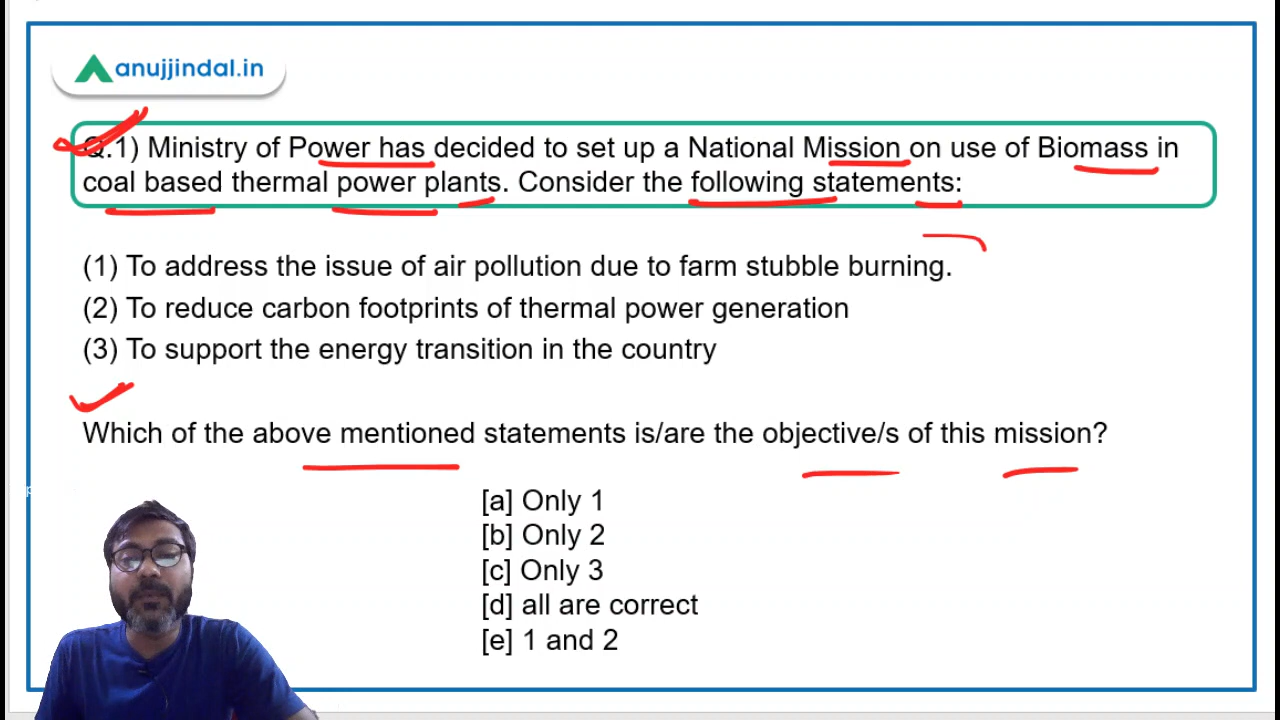 anujjindal.in
Q.1) Ministry of Power has decided to set up a National Mission on use of Biomass in
coal based thermal power plants. Consider the following statements:
(1) To address the issue of air pollution due to farm stubble burning.
(2) To reduce carbon footprints of thermal power generation
(3) To support the energy transition in the country
Which of the above mentioned statements is/are the objective/s of this mission?
[a] Only 1
[b] Only 2
[c] Only 3
[d] all are correct
[e] 1 and 2